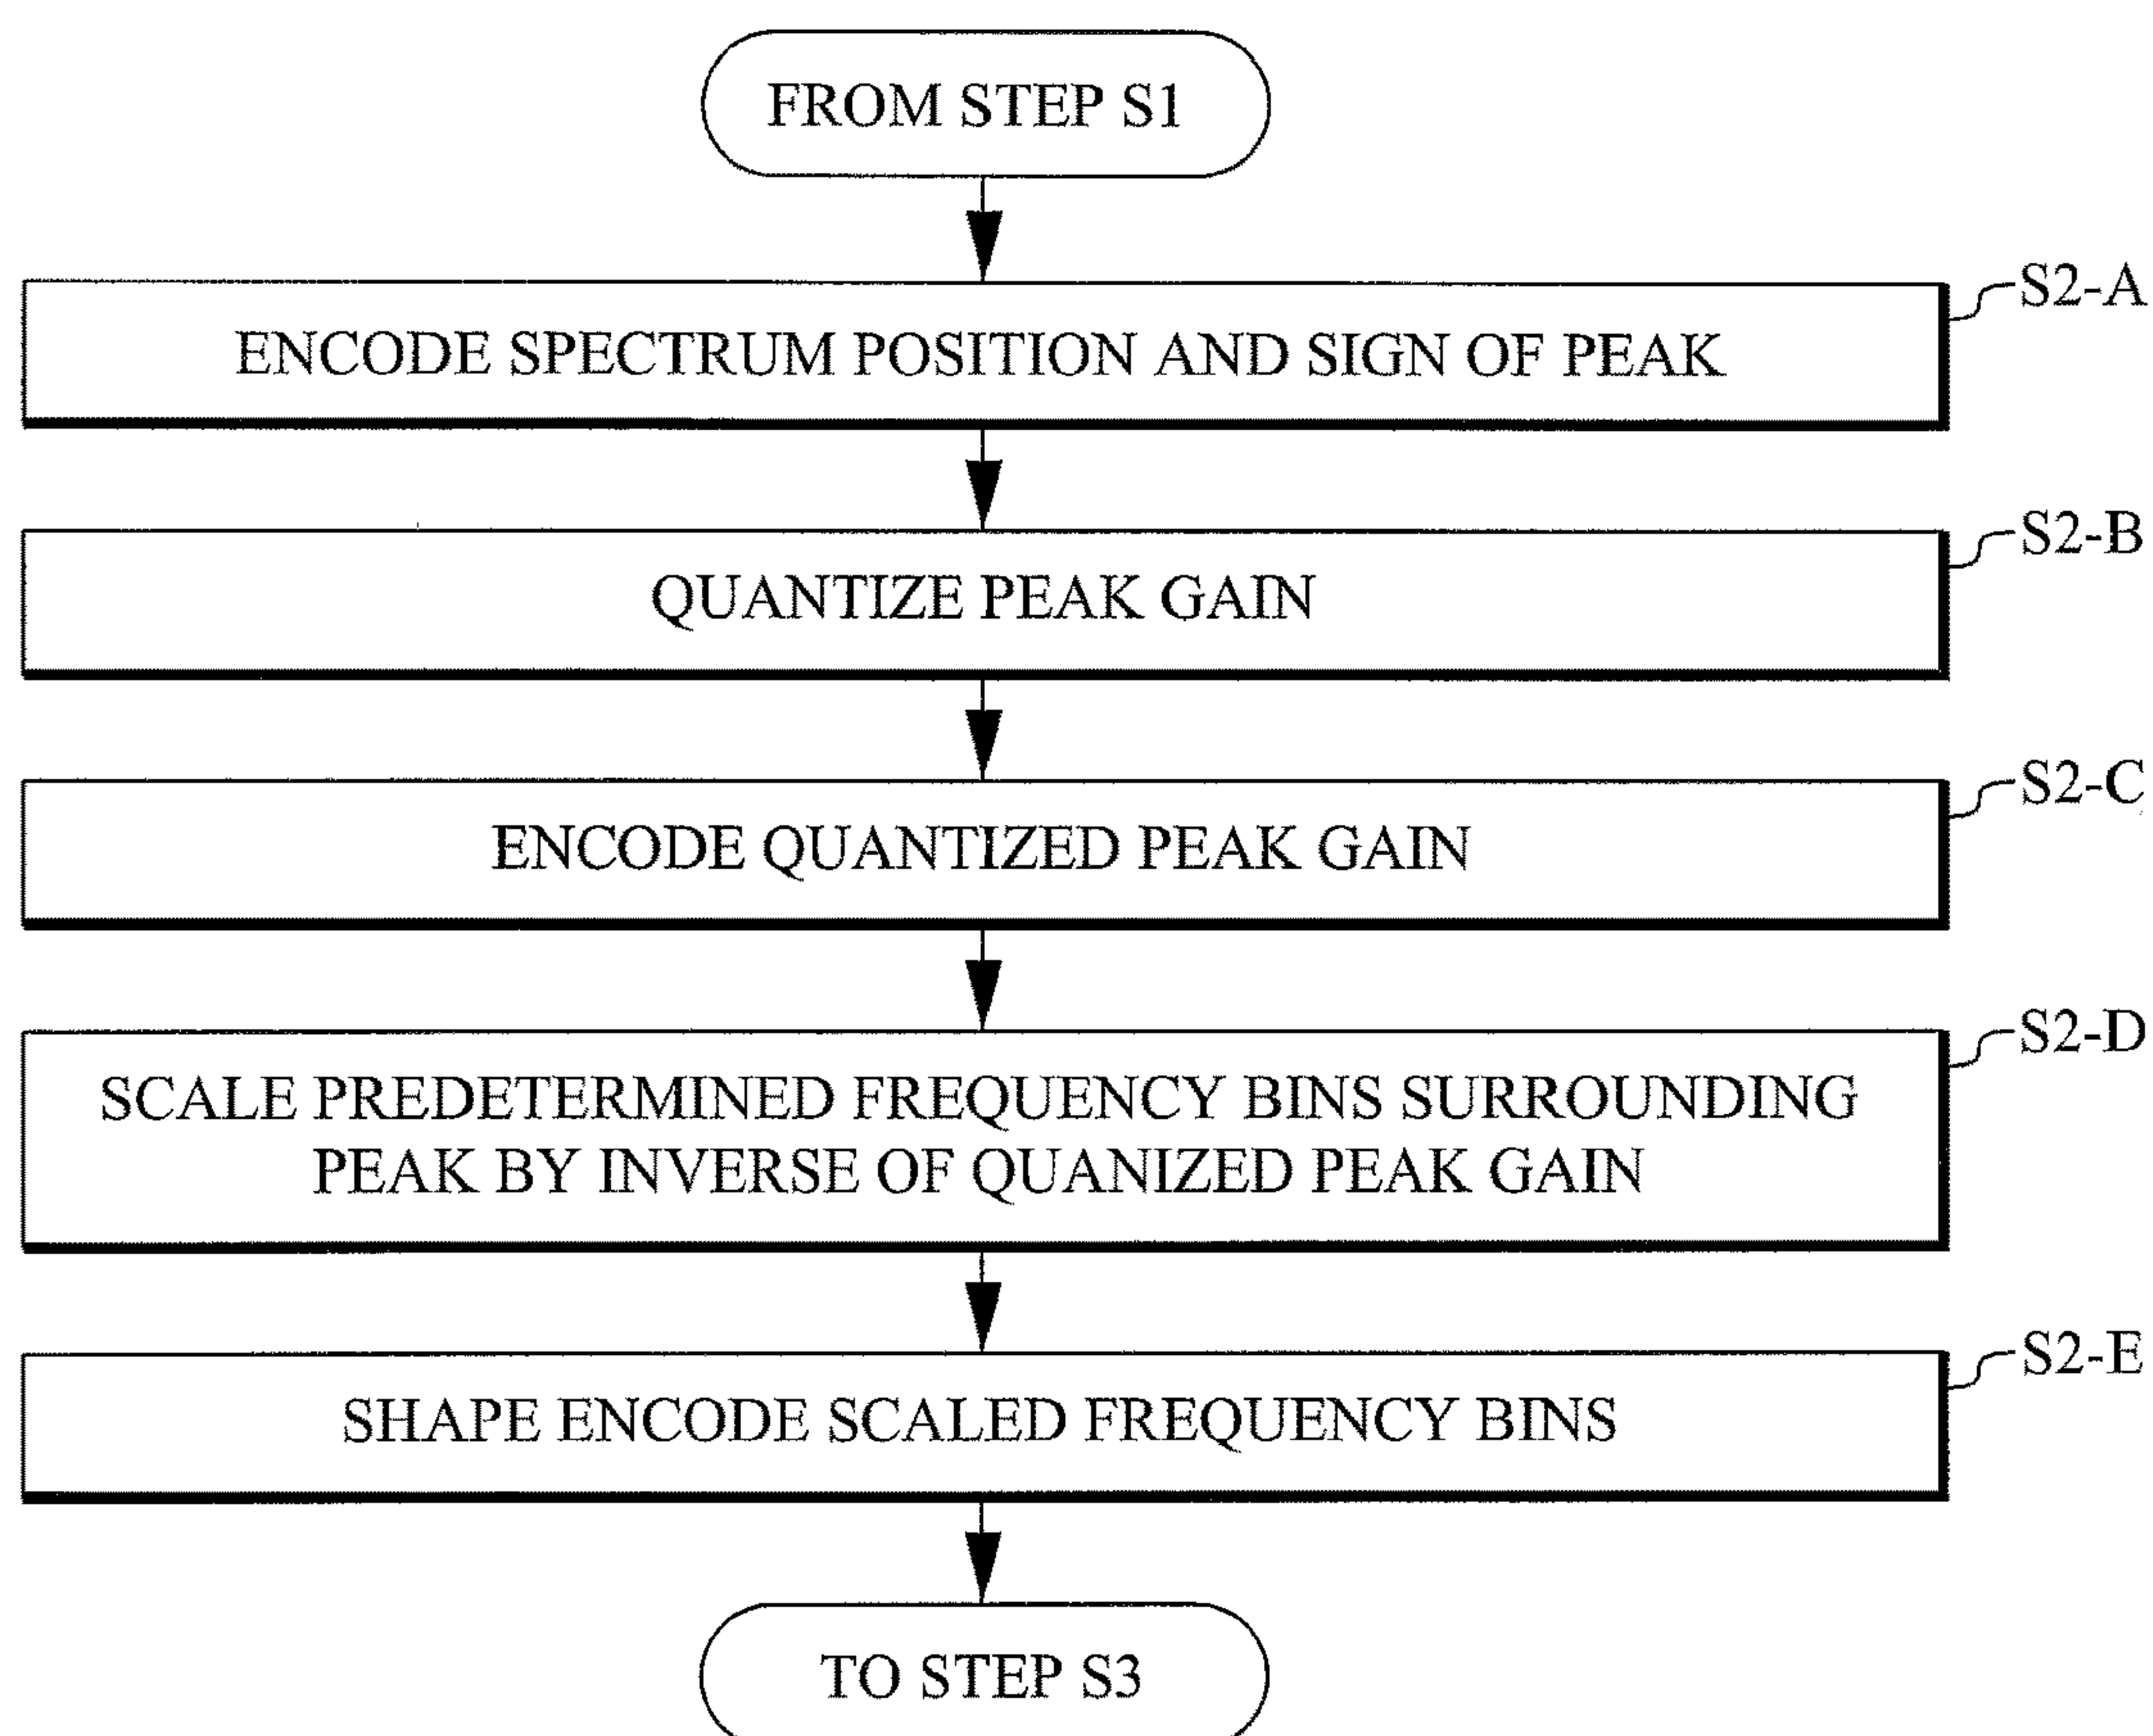 FROM STEP S1
S2-A
ENCODE SPECTRUM POSITION AND SIGN OF PEAK
S2-B
QUANTIZE PEAK GAIN
S2-C
ENCODE QUANTIZED PEAK GAIN
S2-D
SCALE PREDETERMINED FREQUENCY BINS SURROUNDING
PEAK BY INVERSE OF QUANIZED PEAK GAIN
S2-E
SHAPE ENCODE SCALED FREQUENCY BINS
TO STEP S3